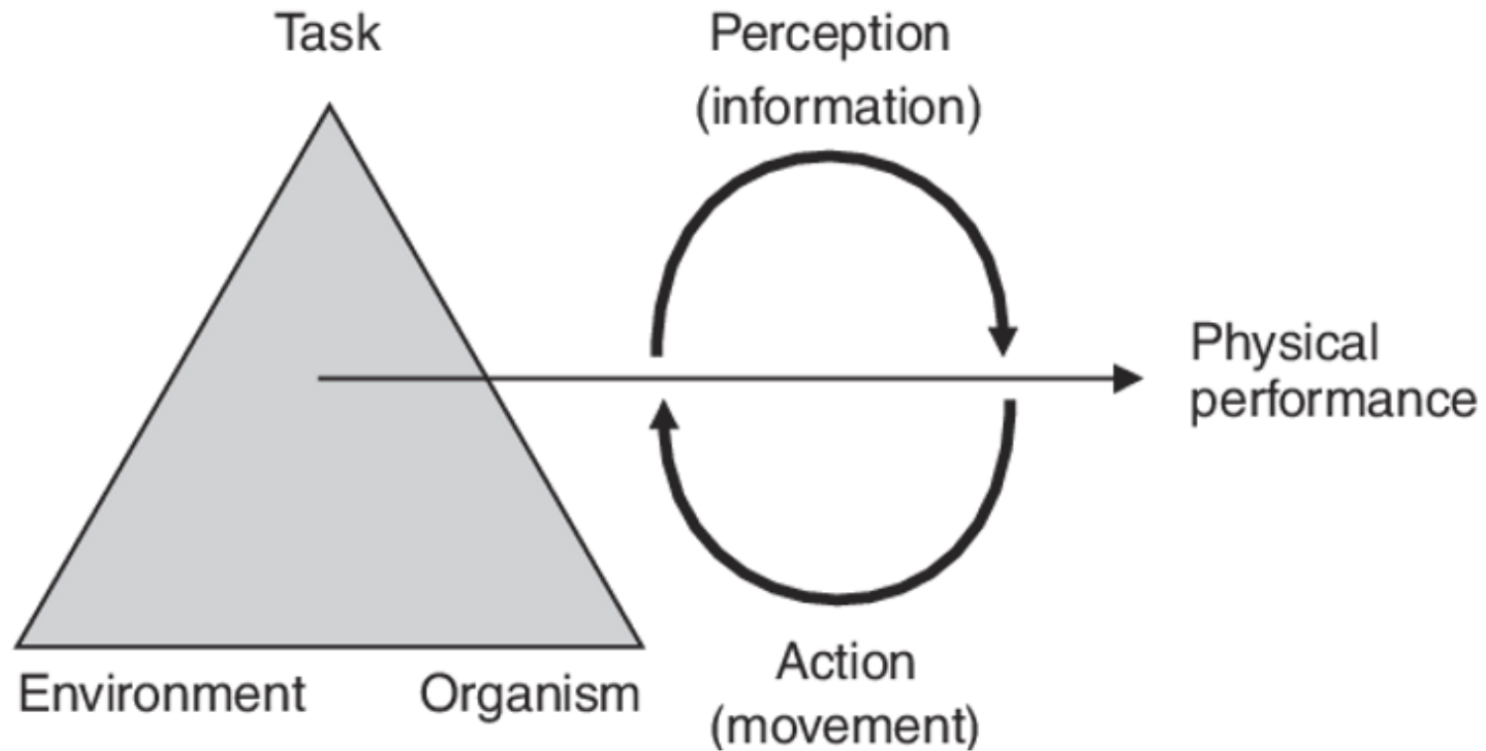 Task
Perception
(information)
Physical
performance
Environment
Organism
Action
(movement)